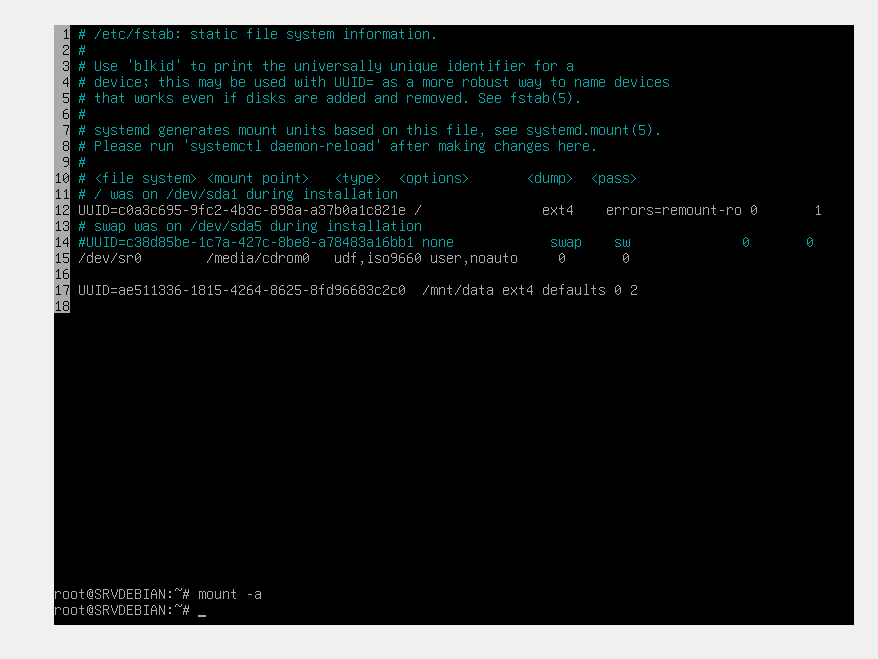 1 # /etc/fstab: static file system information.
2 #
3 # Use 'blkid' to print the universally unique identifier for a
4 # device; this may be used with UUID= as a more robust way to name devices
5 # that works even if disks are added and removed. See fstab(5).
6 #
7 # systemd generates mount units based on this file, see systemd.mount(5).
8 # Please run 'systemctl daemon-reload' after making changes here.
9 #
10 # <file system> <mount point>   <type>  <options>       <dump>  <pass>
11 # / was on /dev/sda1 during installation
12 UUID=c0a3c695-9fc2-4b3c-898a-a37b0a1c821e /               ext4    errors=remount-ro 0       1
13 # swap was on /dev/sda5 during installation
14 #UUID=c38d85be-1c7a-427c-8be8-a78483a16bb1 none            swap    sw              0       0
15 /dev/sr0        /media/cdrom0   udf,iso9660 user,noauto     0       0
16
17 UUID=ae511336-1815-4264-8625-8fd96683c2c0  /mnt/data ext4 defaults 0 2
18
root@SRVDEBIAN:~# mount -a
root@SRVDEBIAN:~# _